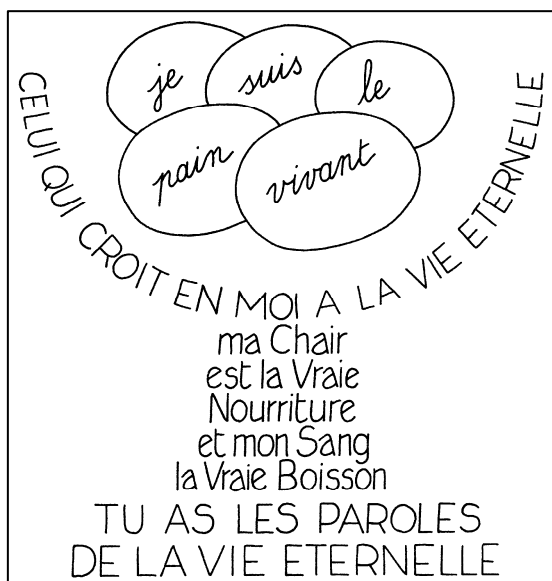 je suis le
pain vivant
CELUI QUI CROIT EN MOI A LA VIE ETERNELLE
ma Chair
est la Vraie
Nourriture
et mon Sang
la Vraie Boisson
TU AS LES PAROLES
DE LA VIE ETERNELLE